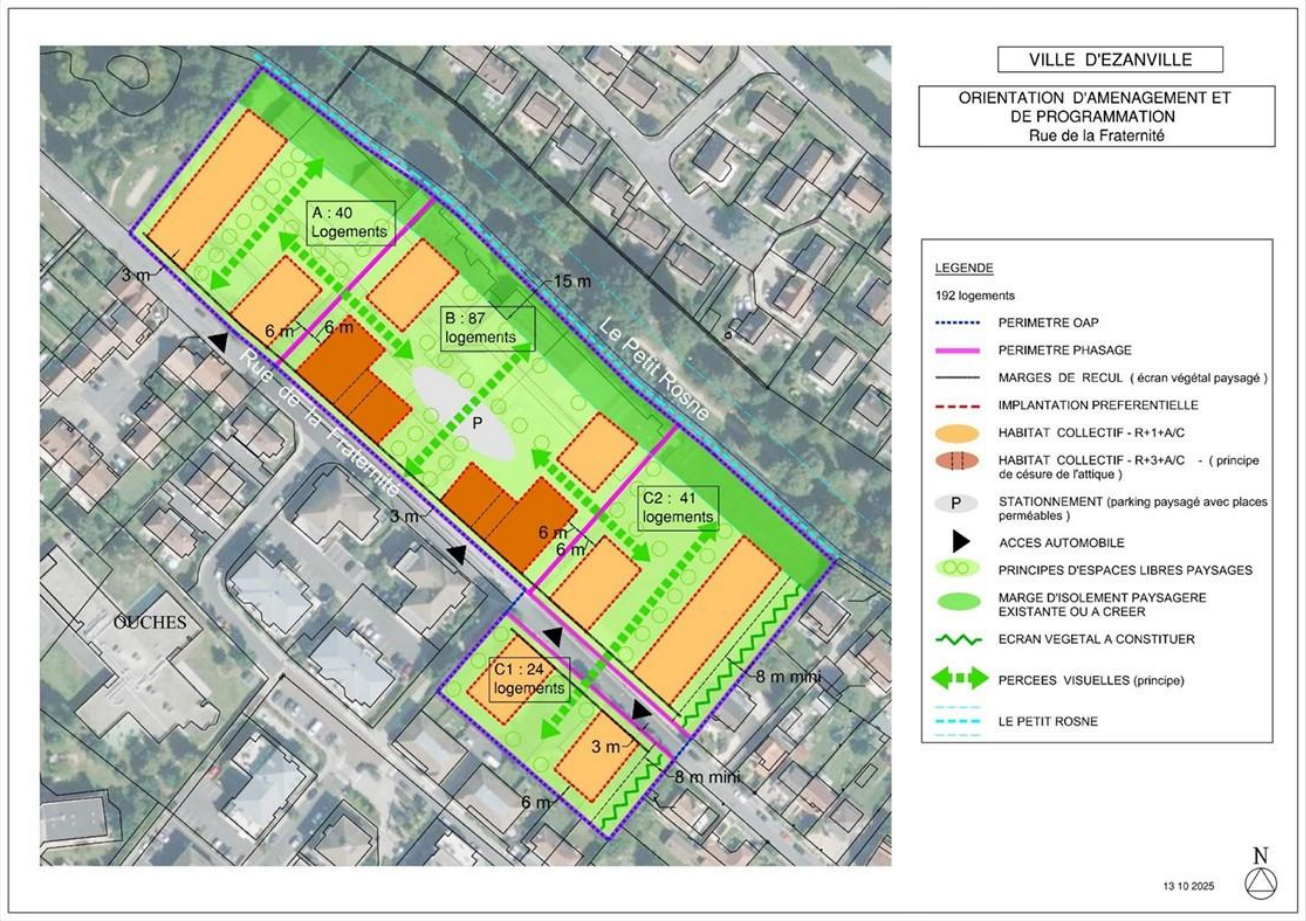 VILLE D'EZANVILLE
ORIENTATION D'AMENAGEMENT ET
DE PROGRAMMATION
Rue de la Fraternité
A : 40
Logements
3 m
15 m
6 m
6 m
B : 87
logements
Le Petit Rosne
Rue de la Fraternité
P
3 m
C2 : 41
logements
6 m
6 m
OUCHES
C1 : 24
logements
8 m mini
3 m
8 m mini
6 m
LEGENDE
192 logements
PERIMETRE OAP
PERIMETRE PHASAGE
MARGES DE RECUL ( écran végétal paysagé )
IMPLANTATION PREFERENTIELLE
HABITAT COLLECTIF - R+1+A/C
HABITAT COLLECTIF - R+3+A/C - ( principe
de césure de l'attique )
P
STATIONNEMENT (parking paysagé avec places
perméables )
ACCES AUTOMOBILE
PRINCIPES D'ESPACES LIBRES PAYSAGES
MARGE D'ISOLEMENT PAYSAGERE
EXISTANTE OU A CREER
ECRAN VEGETAL A CONSTITUER
PERCEES VISUELLES (principe)
LE PETIT ROSNE
N
13 10 2025